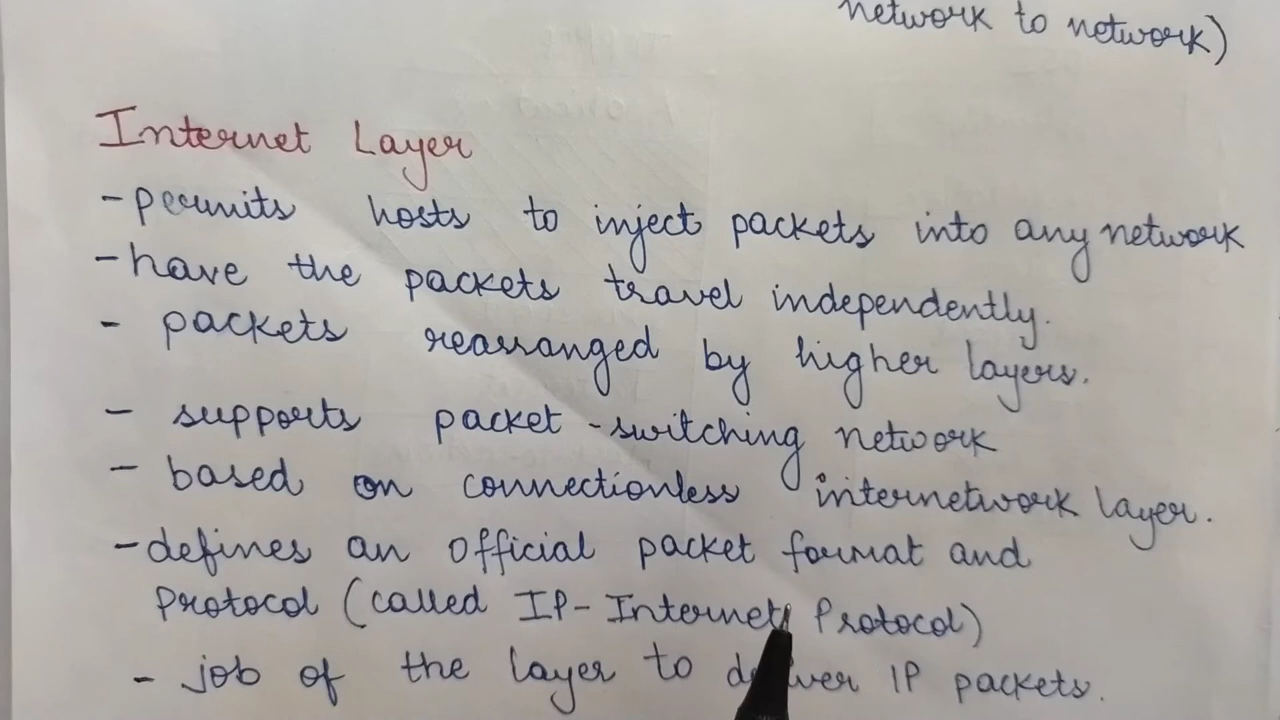 network to network)
Internet Layer
- permits hosts to inject packets into any network
- have the packets travel independently.
- packets rearranged by higher layers.
- supports packet-switching network
- based on connectionless internetwork layer.
- defines an official packet format and
Protocol (called IP-Internet Protocol)
- job of the layer to deliver IP packets.